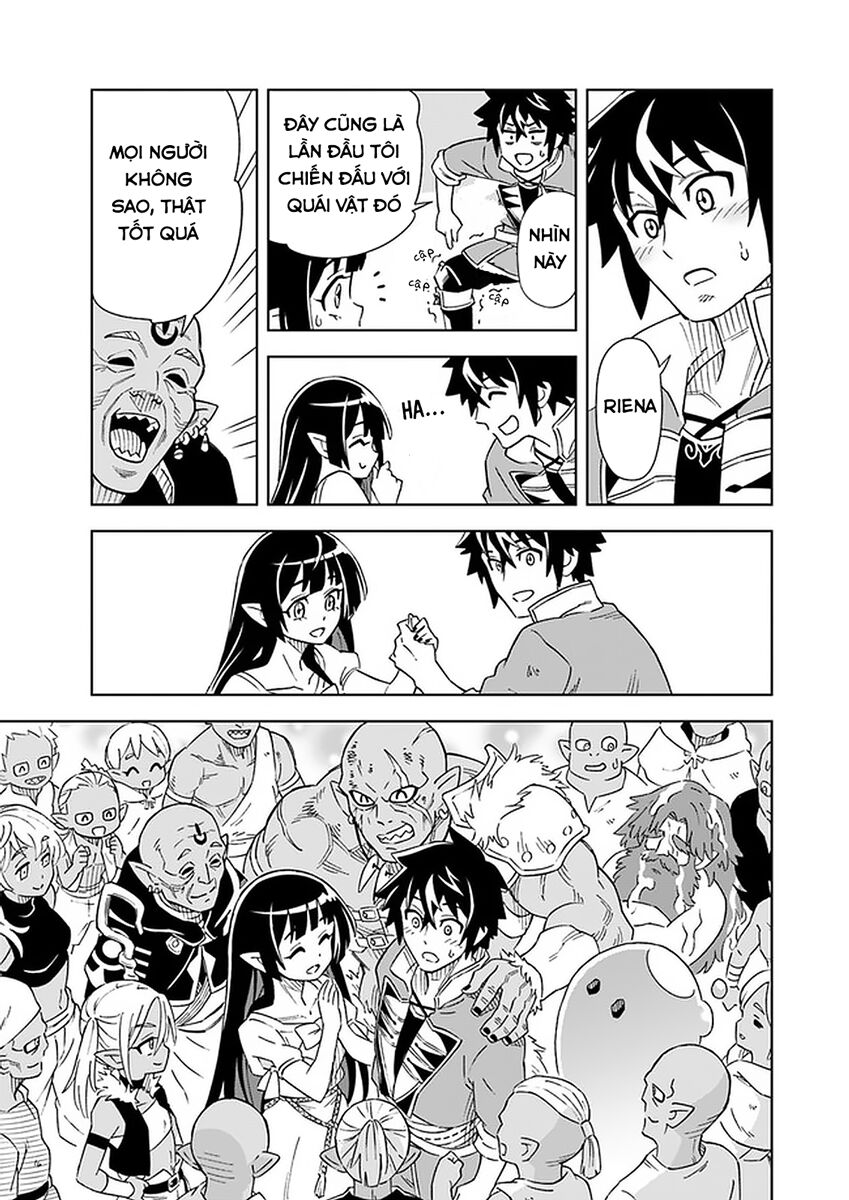 RIENA
NHÌN
NÀY
ĐÂY CŨNG LÀ
LẦN ĐẦU TÔI
CHIẾN ĐẤU VỚI
QUÁI VẬT ĐÓ
CẬP
CẬP
CẬP
HA...
MỌI NGƯỜI
KHÔNG
SAO, THẬT
TỐT QUÁ